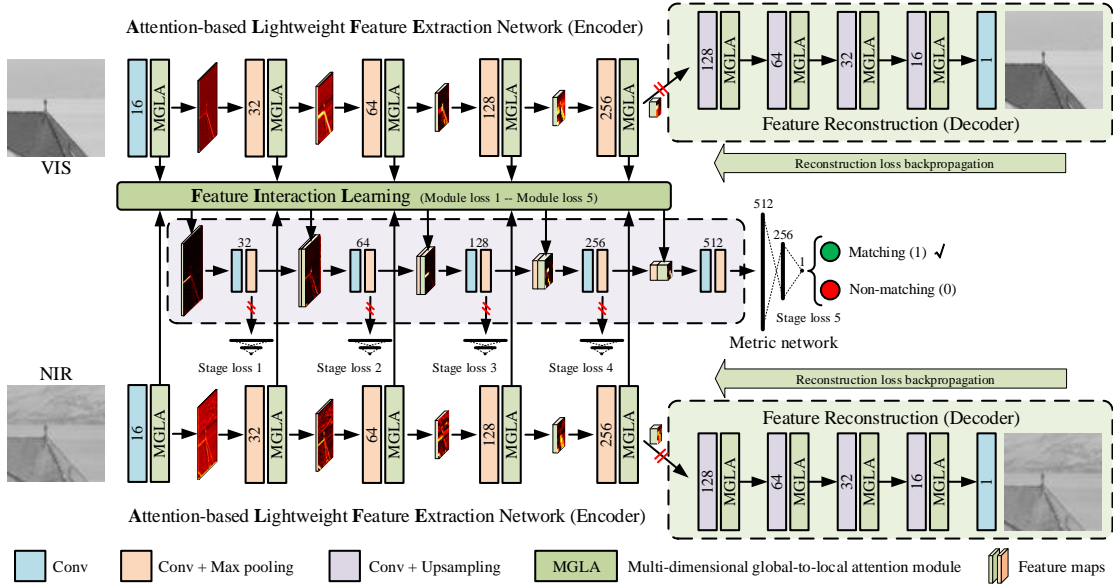 Attention-based Lightweight Feature Extraction Network (Encoder)
VIS
16
MGLA
32
MGLA
64
MGLA
128
MGLA
256
MGLA
128
MGLA
64
MGLA
32
MGLA
16
MGLA
1
Feature Reconstruction (Decoder)
Reconstruction loss backpropagation
Feature Interaction Learning (Module loss 1 -- Module loss 5)
32
64
128
256
512
512
256
1
Matching (1) √
Non-matching (0)
Stage loss 5
Metric network
Stage loss 1
Stage loss 2
Stage loss 3
Stage loss 4
Reconstruction loss backpropagation
NIR
16
MGLA
32
MGLA
64
MGLA
128
MGLA
256
MGLA
Feature Reconstruction (Decoder)
128
MGLA
64
MGLA
32
MGLA
16
MGLA
1
Attention-based Lightweight Feature Extraction Network (Encoder)
Conv
Conv + Max pooling
Conv + Upsampling
MGLA
Multi-dimensional global-to-local attention module
Feature maps